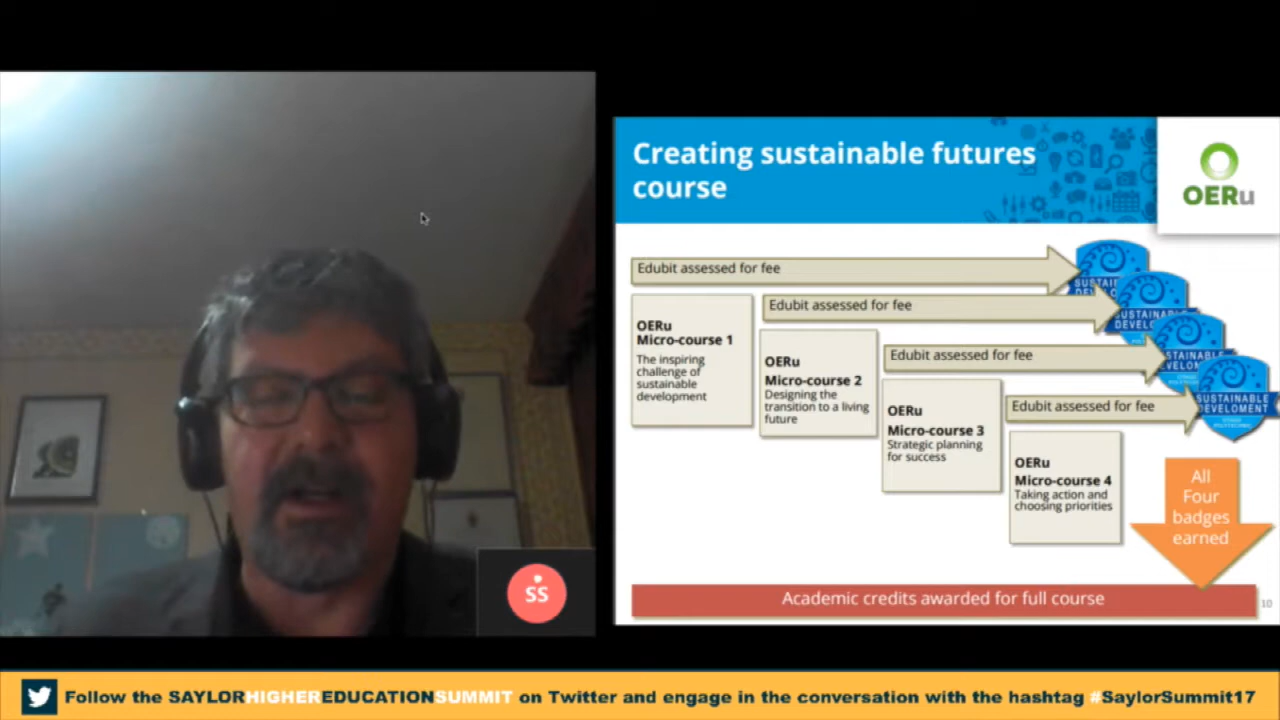 Creating sustainable futures
course
OERu
Edubit assessed for fee
Edubit assessed for fee
Edubit assessed for fee
Edubit assessed for fee
OERu
Micro-course 1
The inspiring
challenge of
sustainable
development
OERu
Micro-course 2
Designing the
transition to a living
future
OERu
Micro-course 3
Strategic planning
for success
OERu
Micro-course 4
Taking action and
choosing priorities
SUSTAINABLE
DEVELOPMENT
All
Four
badges
earned
Academic credits awarded for full course
10
SS
Follow the SAYLORHIGHEREDUCATIONSUMMIT on Twitter and engage in the conversation with the hashtag #SaylorSummit17